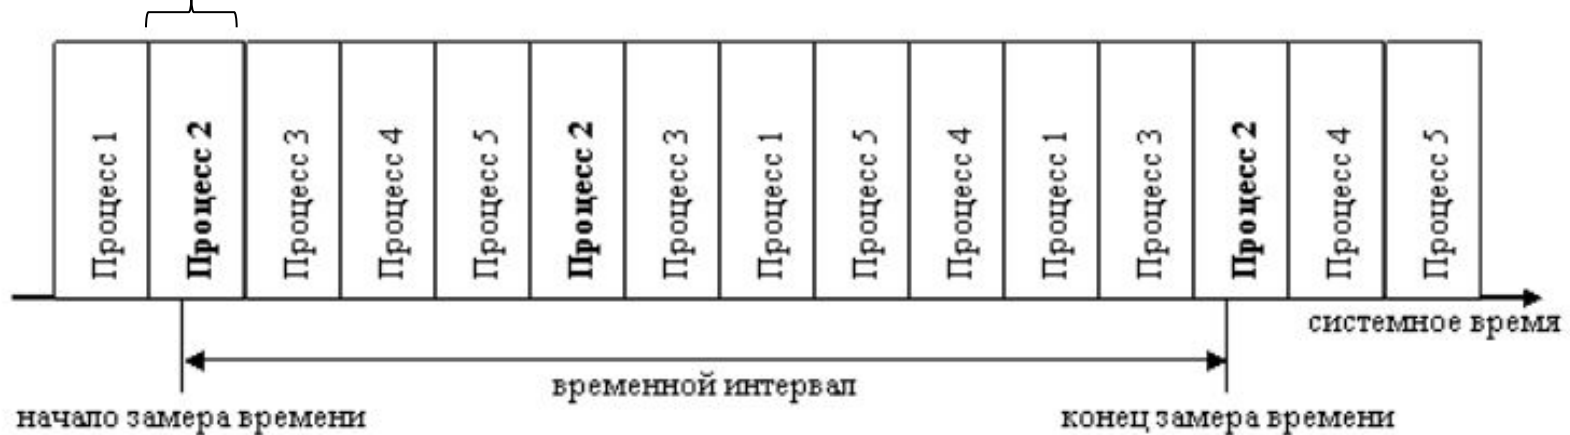 Процесс 1
Процесс 2
Процесс 3
Процесс 4
Процесс 5
Процесс 2
Процесс 3
Процесс 1
Процесс 5
Процесс 4
Процесс 1
Процесс 3
Процесс 2
Процесс 4
Процесс 5
системное время
временной интервал
начало замера времени
конец замера времени